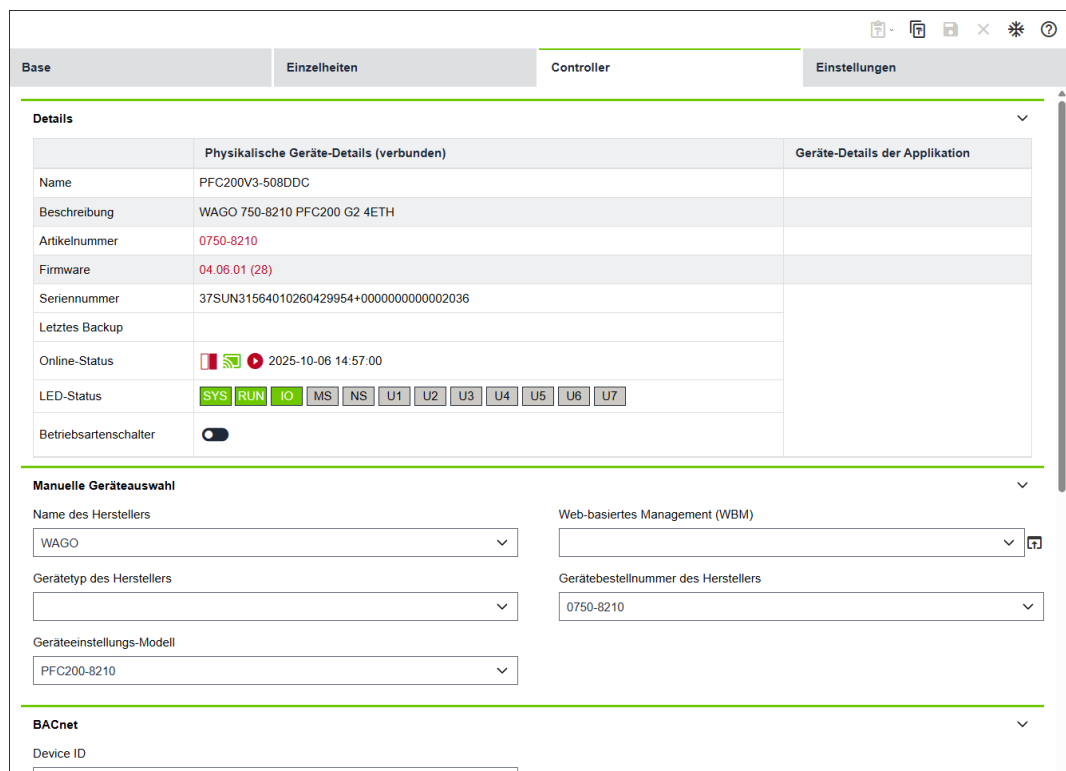 Base Einzelheiten Controller Einstellungen
Details
Physikalische Geräte-Details (verbunden) Geräte-Details der Applikation
Name PFC200V3-508DDC
Beschreibung WAGO 750-8210 PFC200 G2 4ETH
Artikelnummer 0750-8210
Firmware 04.06.01 (28)
Seriennummer 37SUN31564010260429954+0000000000002036
Letztes Backup
Online-Status 2025-10-06 14:57:00
LED-Status SYS RUN IO MS NS U1 U2 U3 U4 U5 U6 U7
Betriebsartenschalter
Manuelle Geräteauswahl
Name des Herstellers Web-basiertes Management (WBM)
WAGO
Gerätetyp des Herstellers Gerätebestellnummer des Herstellers
0750-8210
Geräteeinstellungs-Modell
PFC200-8210
BACnet
Device ID